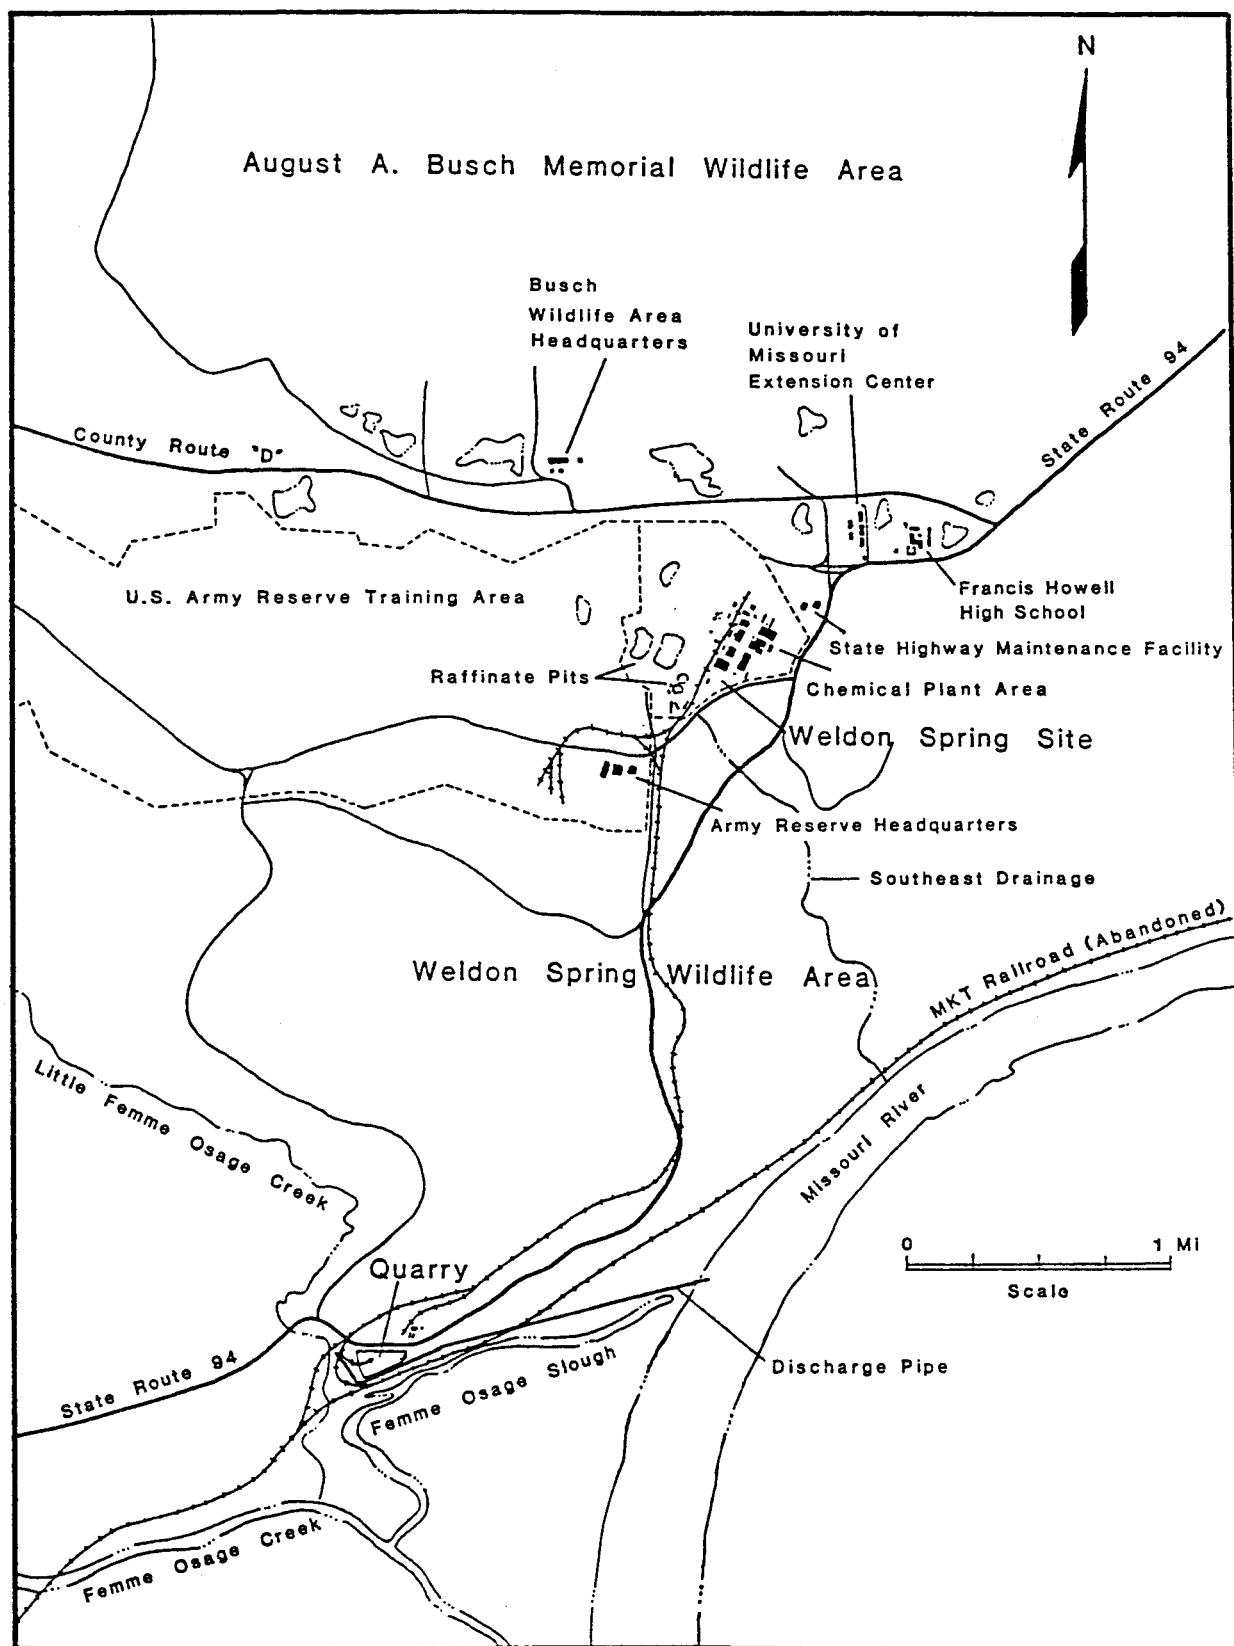 N
August A. Busch Memorial Wildlife Area
Busch
Wildlife Area
Headquarters
University of
Missouri
Extension Center
State Route 94
County Route "D"
U.S. Army Reserve Training Area
Francis Howell
High School
State Highway Maintenance Facility
Raffinate Pits
Chemical Plant Area
Weldon Spring Site
Army Reserve Headquarters
Southeast Drainage
MKT Railroad (Abandoned)
Weldon Spring Wildlife Area
Little Femme Osage Creek
Missouri River
0 1 Mi
Scale
Quarry
State Route 94
Femme Osage Slough
Discharge Pipe
Femme Osage Creek